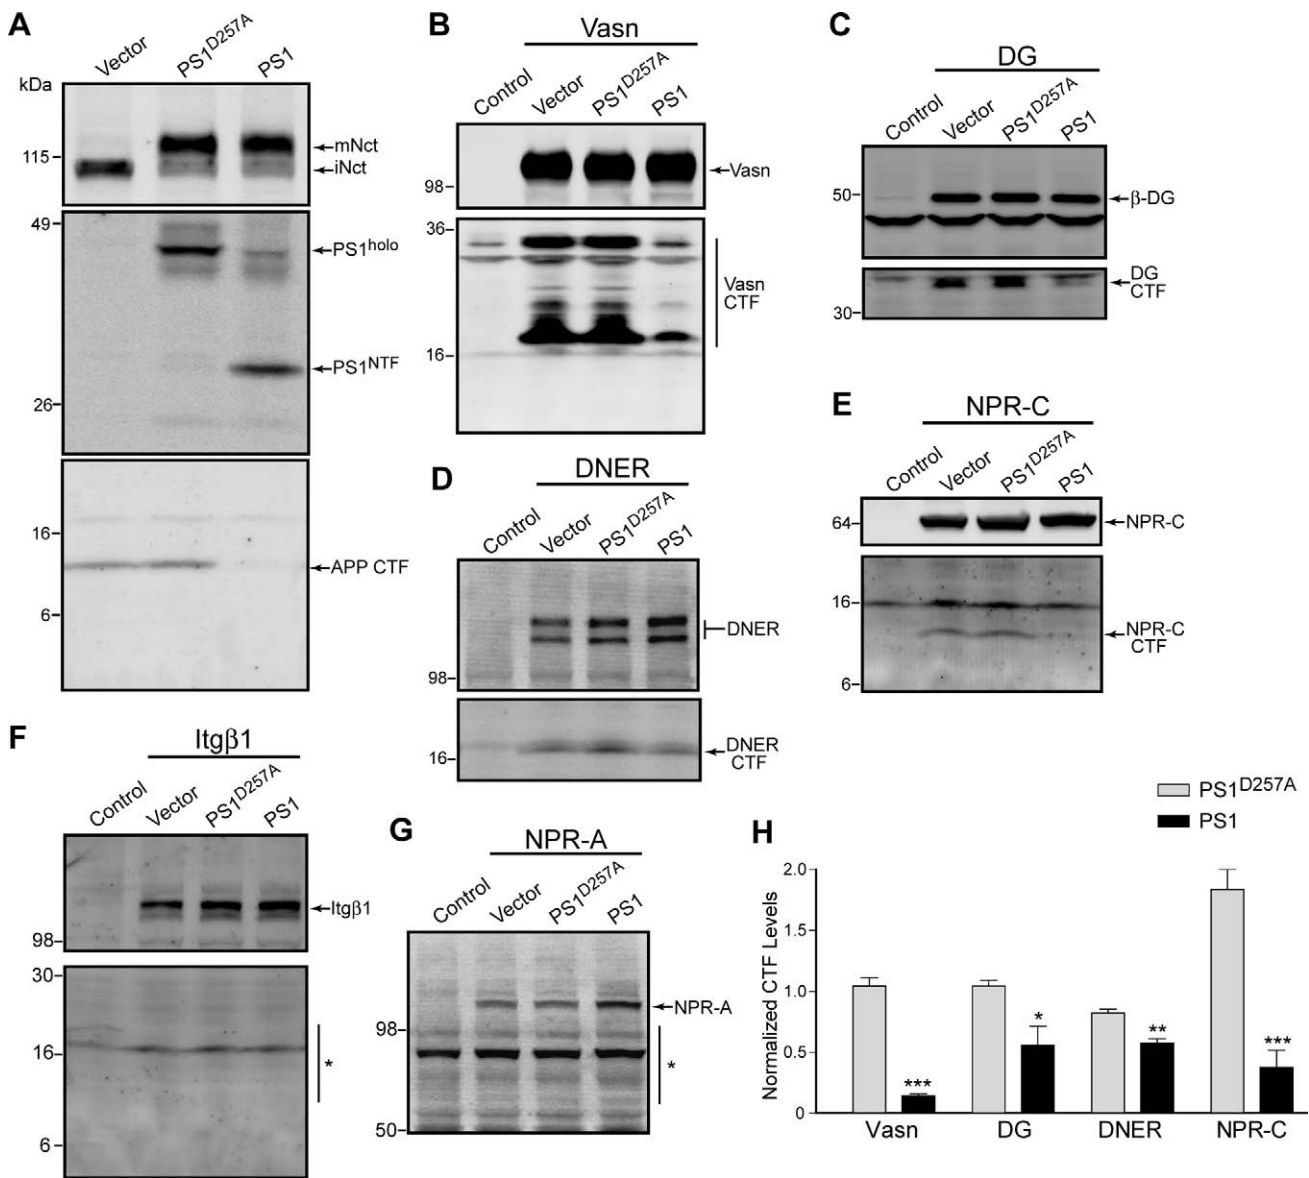 A
Vector
PS1D257A
PS1
kDa
115
mNct
iNct
49
PS1holo
PS1NTF
26
16
APP CTF
6
B
Vasn
Control
Vector
PS1D257A
PS1
98
Vasn
36
Vasn
CTF
16
C
DG
Control
Vector
PS1D257A
PS1
50
β-DG
DG
CTF
30
D
DNER
Control
Vector
PS1D257A
PS1
DNER
98
16
DNER
CTF
E
NPR-C
Control
Vector
PS1D257A
PS1
64
NPR-C
16
NPR-C
CTF
6
F
Itgβ1
Control
Vector
PS1D257A
PS1
Itgβ1
98
30
16
*
6
G
NPR-A
Control
Vector
PS1D257A
PS1
NPR-A
98
*
50
H
PS1D257A
PS1
Normalized CTF Levels
2.0
1.5
1.0
0.5
0
***
*
**
***
Vasn
DG
DNER
NPR-C